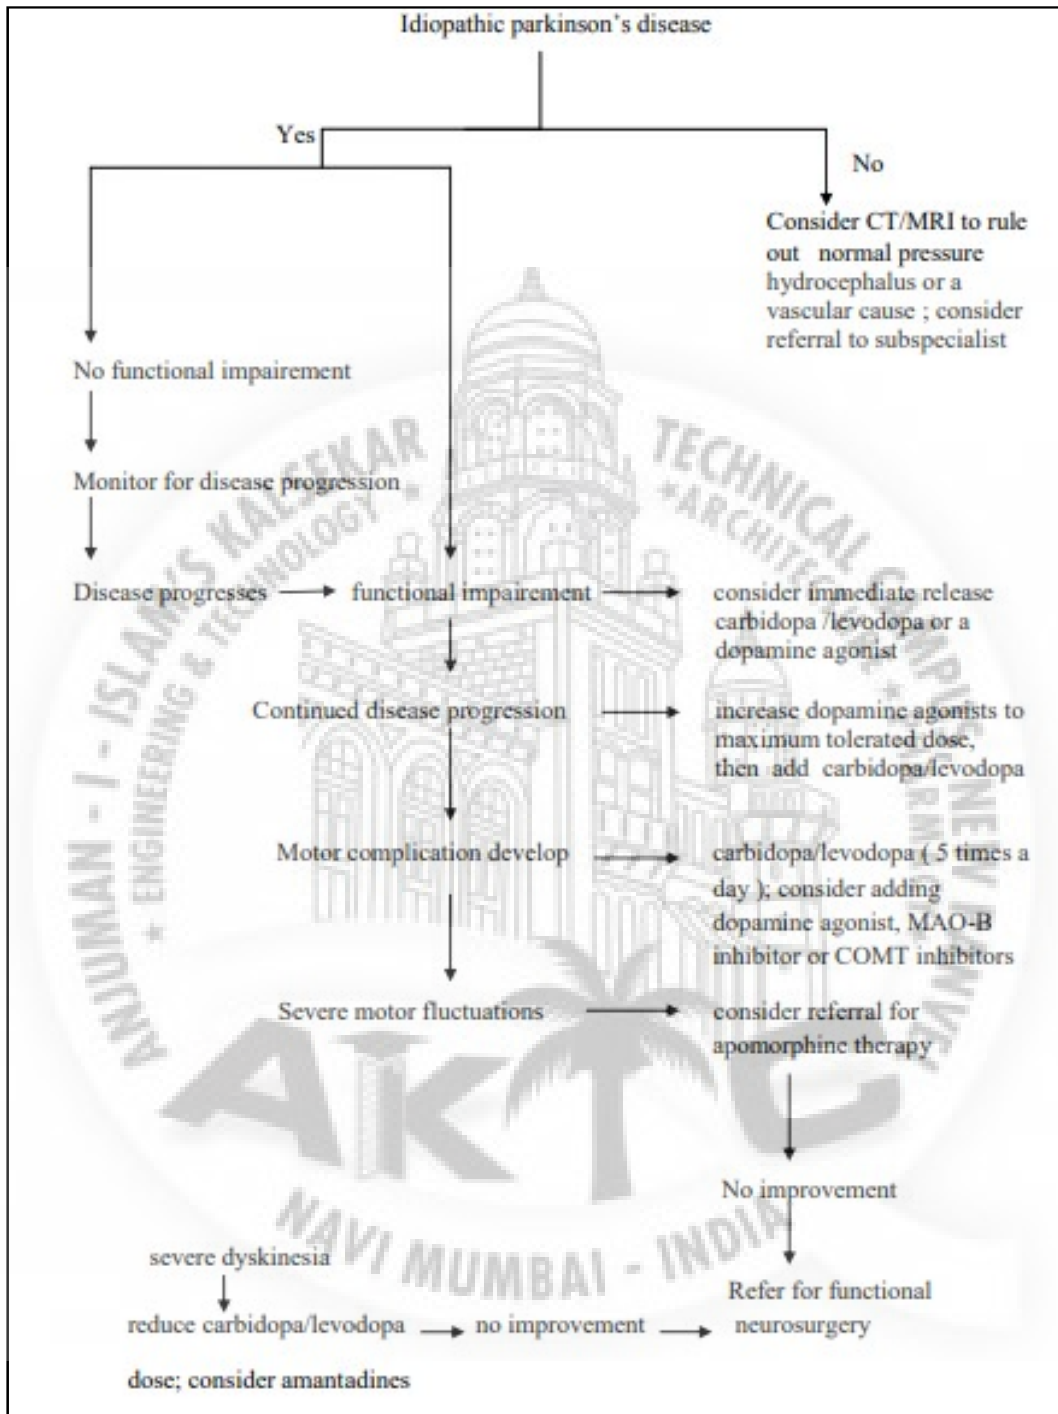 Idiopathic parkinson's disease
Yes
No
Consider CT/MRI to rule
out normal pressure
hydrocephalus or a
vascular cause ; consider
referral to subspecialist
No functional impairement
Monitor for disease progression
Disease progresses
functional impairment
consider immediate release
carbidopa /levodopa or a
dopamine agonist
Continued disease progression
increase dopamine agonists to
maximum tolerated dose,
then add carbidopa/levodopa
Motor complication develop
carbidopa/levodopa ( 5 times a
day ); consider adding
dopamine agonist, MAO-B
inhibitor or COMT inhibitors
Severe motor fluctuations
consider referral for
apomorphine therapy
No improvement
Refer for functional
neurosurgery
severe dyskinesia
reduce carbidopa/levodopa
no improvement
dose; consider amantadines
ANJUMAN - I - ISLAM'S KALSEKAR TECHNICAL CAMPUS NEW PANVEL
* ENGINEERING & TECHNOLOGY * * ARCHITECTURE *
AKTC
NAVI MUMBAI - INDIA